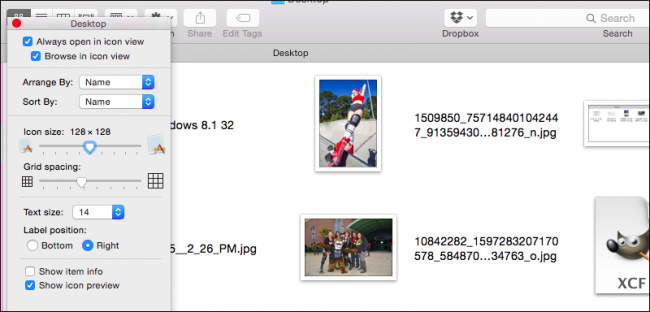 Desktop
Share
Edit Tags
Dropbox
Search
Search
Desktop
Desktop
Always open in icon view
Browse in icon view
Arrange By: Name
Sort By: Name
Icon size: 128 × 128
Grid spacing:
Text size: 14
Label position:
Bottom Right
Show item info
Show icon preview
dows 8.1 32
1509850_75714840104244
7_91359430...81276_n.jpg
5__2_26_PM.jpg
10842282_1597283207170
578_584870...34763_o.jpg
XCF